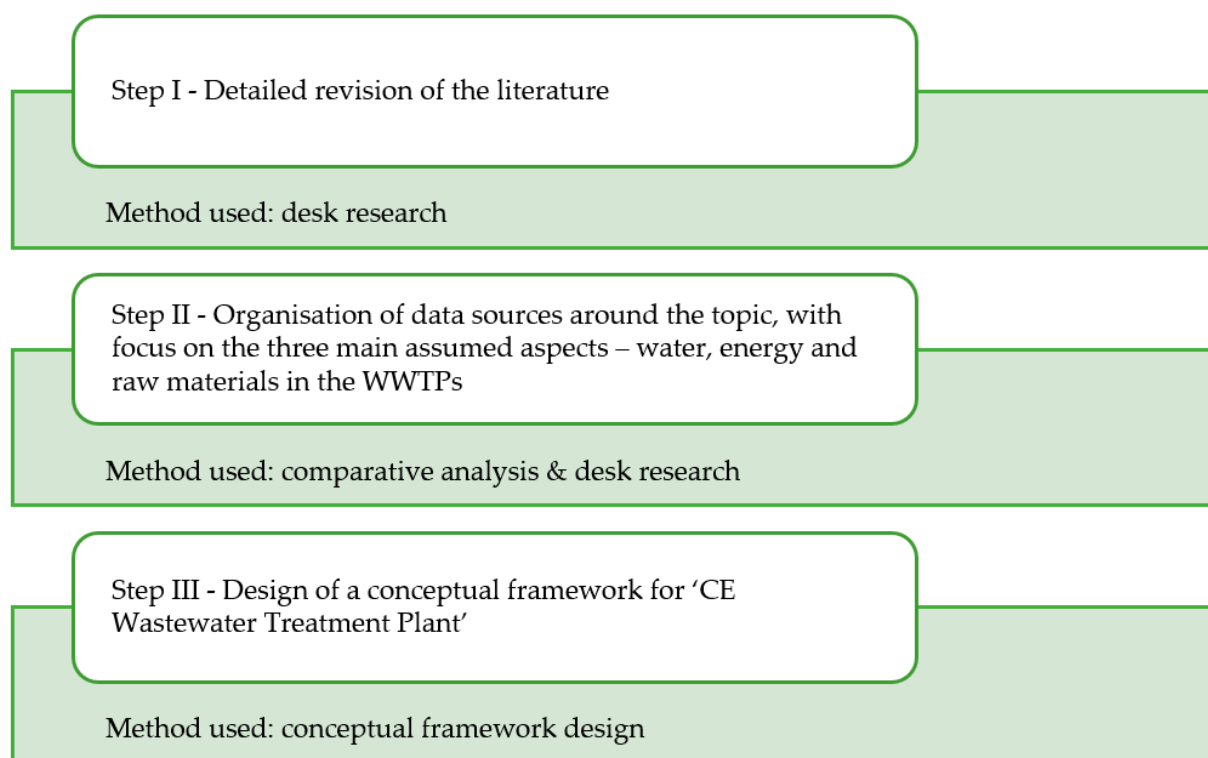 Step I - Detailed revision of the literature
Method used: desk research
Step II - Organisation of data sources around the topic, with
focus on the three main assumed aspects – water, energy and
raw materials in the WWTPs
Method used: comparative analysis & desk research
Step III - Design of a conceptual framework for ‘CE
Wastewater Treatment Plant’
Method used: conceptual framework design